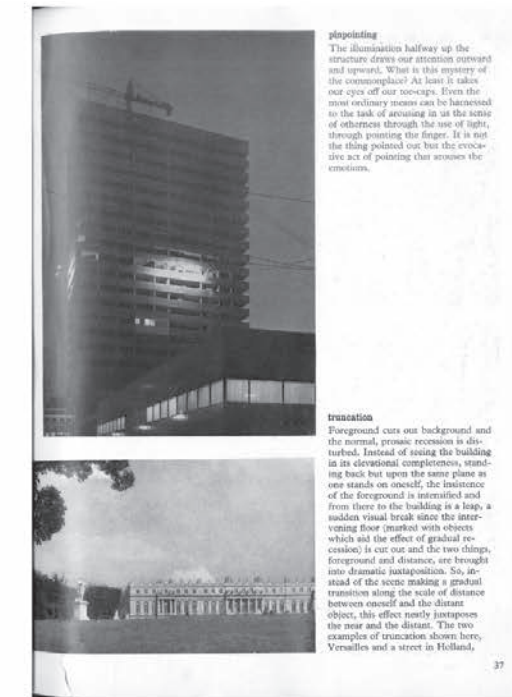 pinpointing
The illumination halfway up the
structure draws our attention outward
and upward. What is this mystery of
the commonplace? At least it takes
our eyes off our toe-caps. Even the
most ordinary means can be harnessed
to the task of arousing in us the sense
of otherness through the use of light,
through pointing the finger. It is not
the thing pointed out but the evoca-
tive act of pointing that arouses the
emotions.
truncation
Foreground cuts out background and
the normal, prosaic recession is dis-
turbed. Instead of seeing the building
in its elevational completeness, stand-
ing back but upon the same plane as
one stands on oneself, the insistence
of the foreground is intensified and
from there to the building is a leap, a
sudden visual break since the inter-
vening floor (marked with objects
which aid the effect of gradual re-
cession) is cut out and the two things,
foreground and distance, are brought
into dramatic juxtaposition. So, in-
stead of the scene making a gradual
transition along the scale of distance
between oneself and the distant
object, this effect neatly juxtaposes
the near and the distant. The two
examples of truncation shown here,
Versailles and a street in Holland,
37